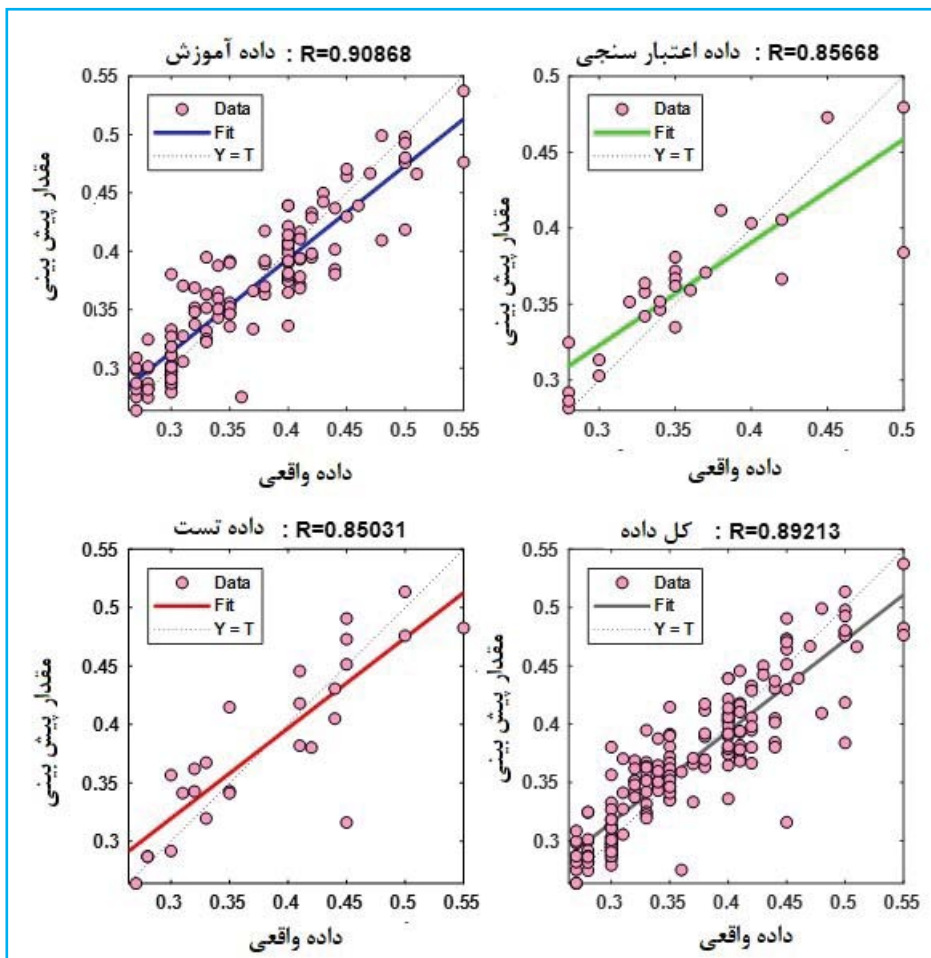 داده آموزش : R=0.90868
Data
Fit
Y = T
مقدار پیش بینی
0.55
0.5
0.45
0.4
0.35
0.3
0.3 0.35 0.4 0.45 0.5 0.55
داده واقعی
داده اعتبار سنجی : R=0.85668
Data
Fit
Y = T
مقدار پیش بینی
0.5
0.45
0.4
0.35
0.3
0.3 0.35 0.4 0.45 0.5
داده واقعی
داده تست : R=0.85031
Data
Fit
Y = T
مقدار پیش بینی
0.55
0.5
0.45
0.4
0.35
0.3
0.3 0.35 0.4 0.45 0.5 0.55
داده واقعی
کل داده : R=0.89213
Data
Fit
Y = T
مقدار پیش بینی
0.55
0.5
0.45
0.4
0.35
0.3
0.3 0.35 0.4 0.45 0.5 0.55
داده واقعی